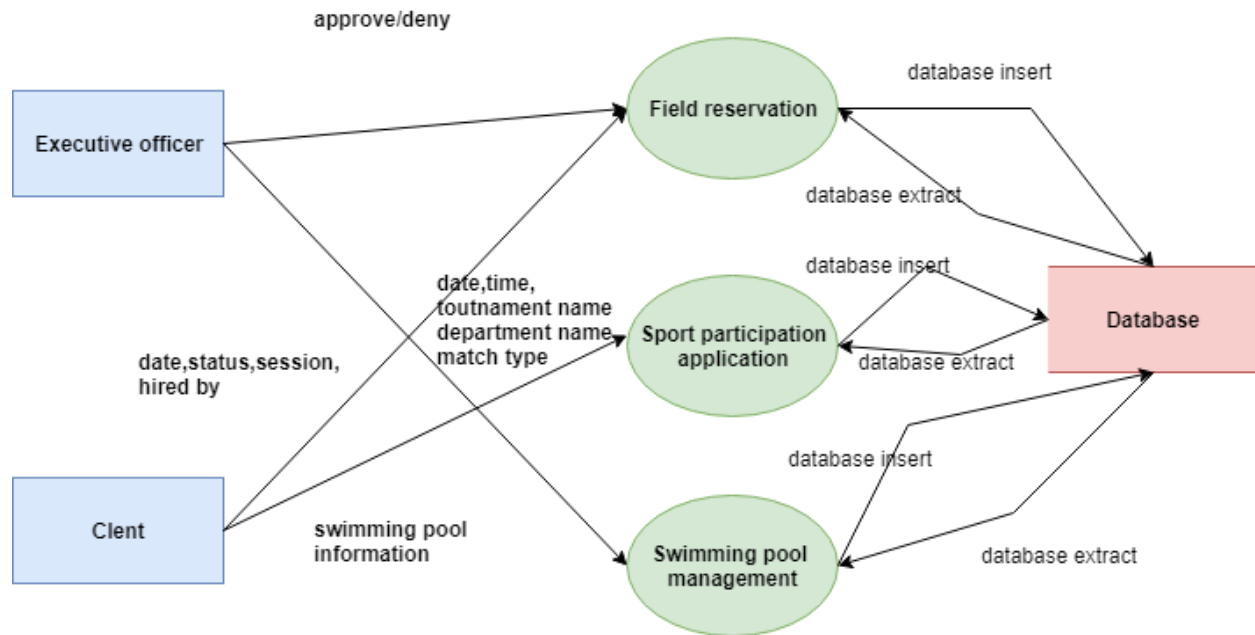 approve/deny
database insert
Executive officer
Field reservation
database extract
database insert
date,time,
toutnament name
department name
match type
Sport participation
application
Database
date,status,session,
hired by
database extract
database insert
Clent
swimming pool
information
Swimming pool
management
database extract